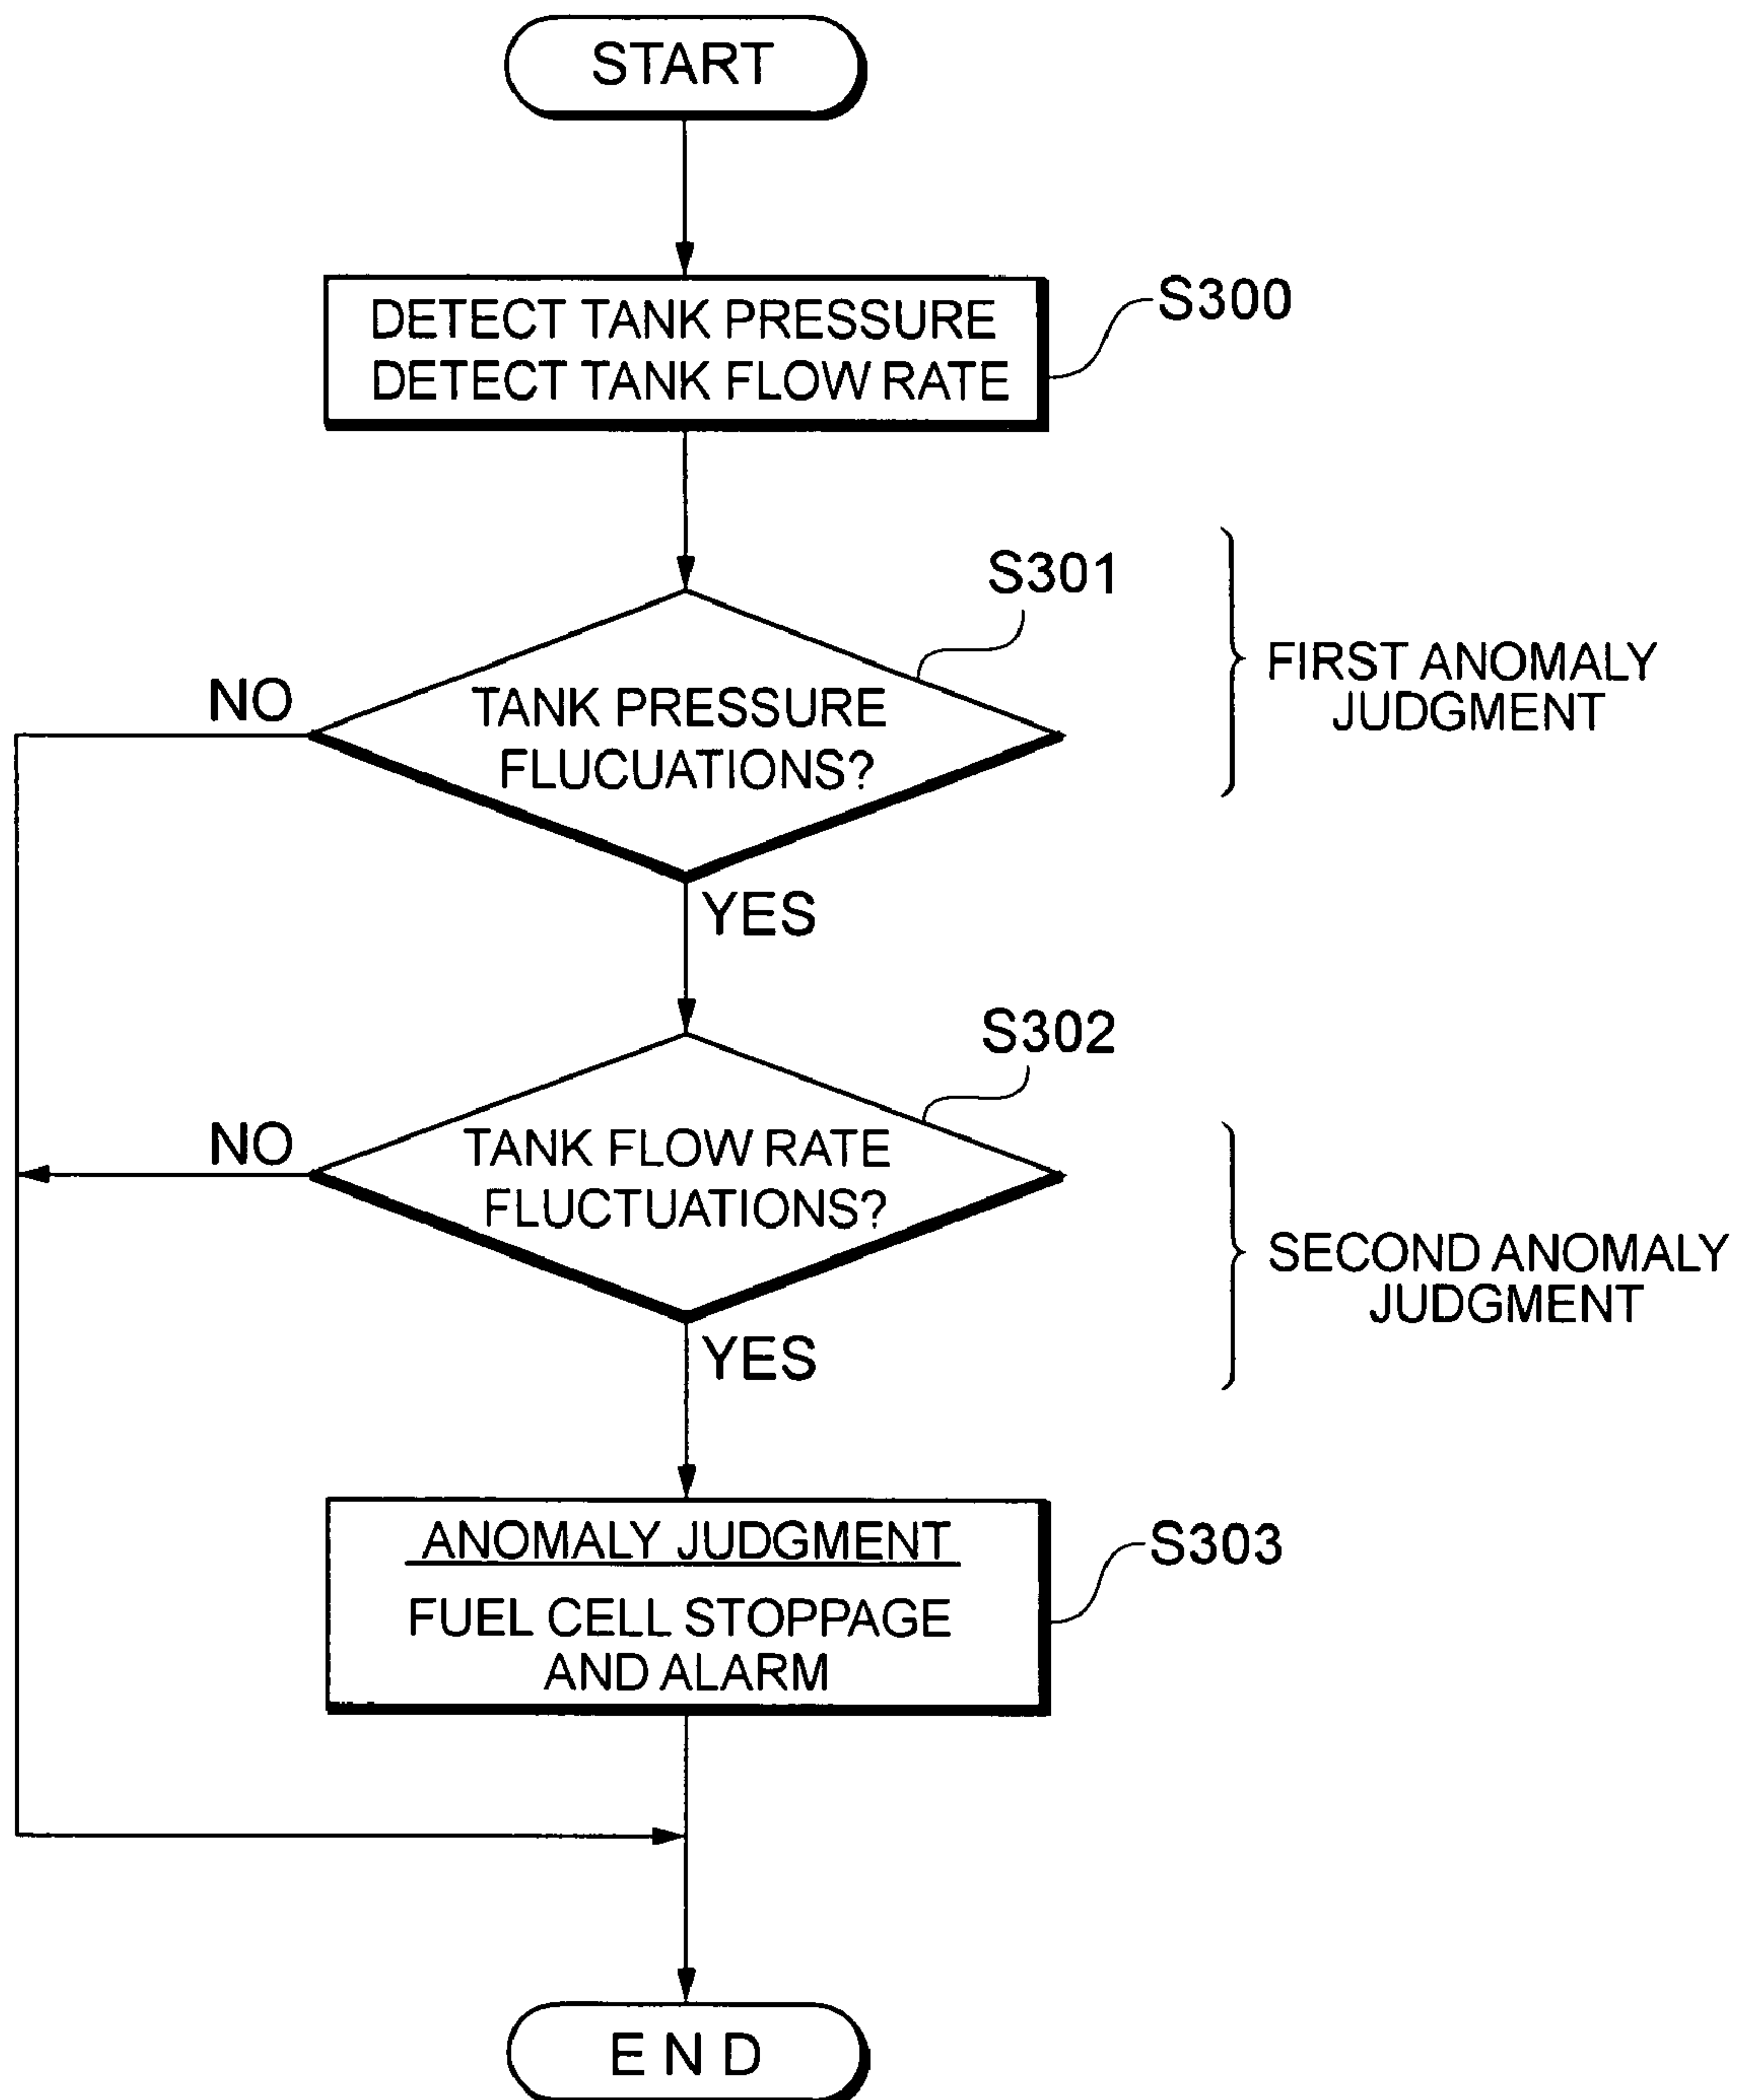 START
DETECT TANK PRESSURE
DETECT TANK FLOW RATE
S300
S301
FIRST ANOMALY
JUDGMENT
NO
TANK PRESSURE
FLUCUATIONS?
YES
S302
NO
TANK FLOW RATE
FLUCTUATIONS?
SECOND ANOMALY
JUDGMENT
YES
ANOMALY JUDGMENT
S303
FUEL CELL STOPPAGE
AND ALARM
END